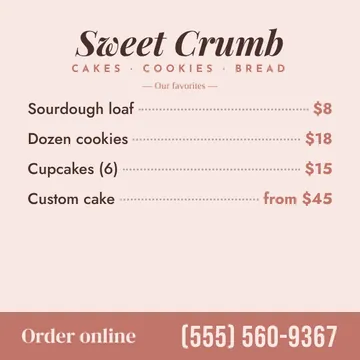 Sweet Crumb
CAKES · COOKIES · BREAD
— Our favorites —
Sourdough loaf $8
Dozen cookies $18
Cupcakes (6) $15
Custom cake from $45
Order online (555) 560-9367